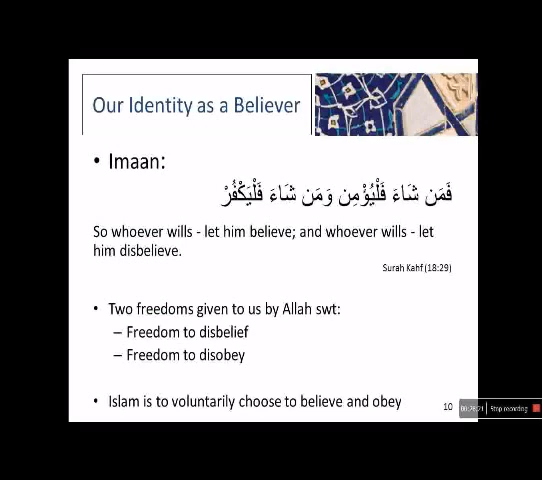 Our Identity as a Believer
• Imaan:
فَمَن شَاءَ فَلْيُؤْمِن وَمَن شَاءَ فَلْيَكْفُرْ
So whoever wills - let him believe; and whoever wills - let
him disbelieve.
Surah Kahf (18:29)
• Two freedoms given to us by Allah swt:
– Freedom to disbelief
– Freedom to disobey
• Islam is to voluntarily choose to believe and obey
10
Stop recording